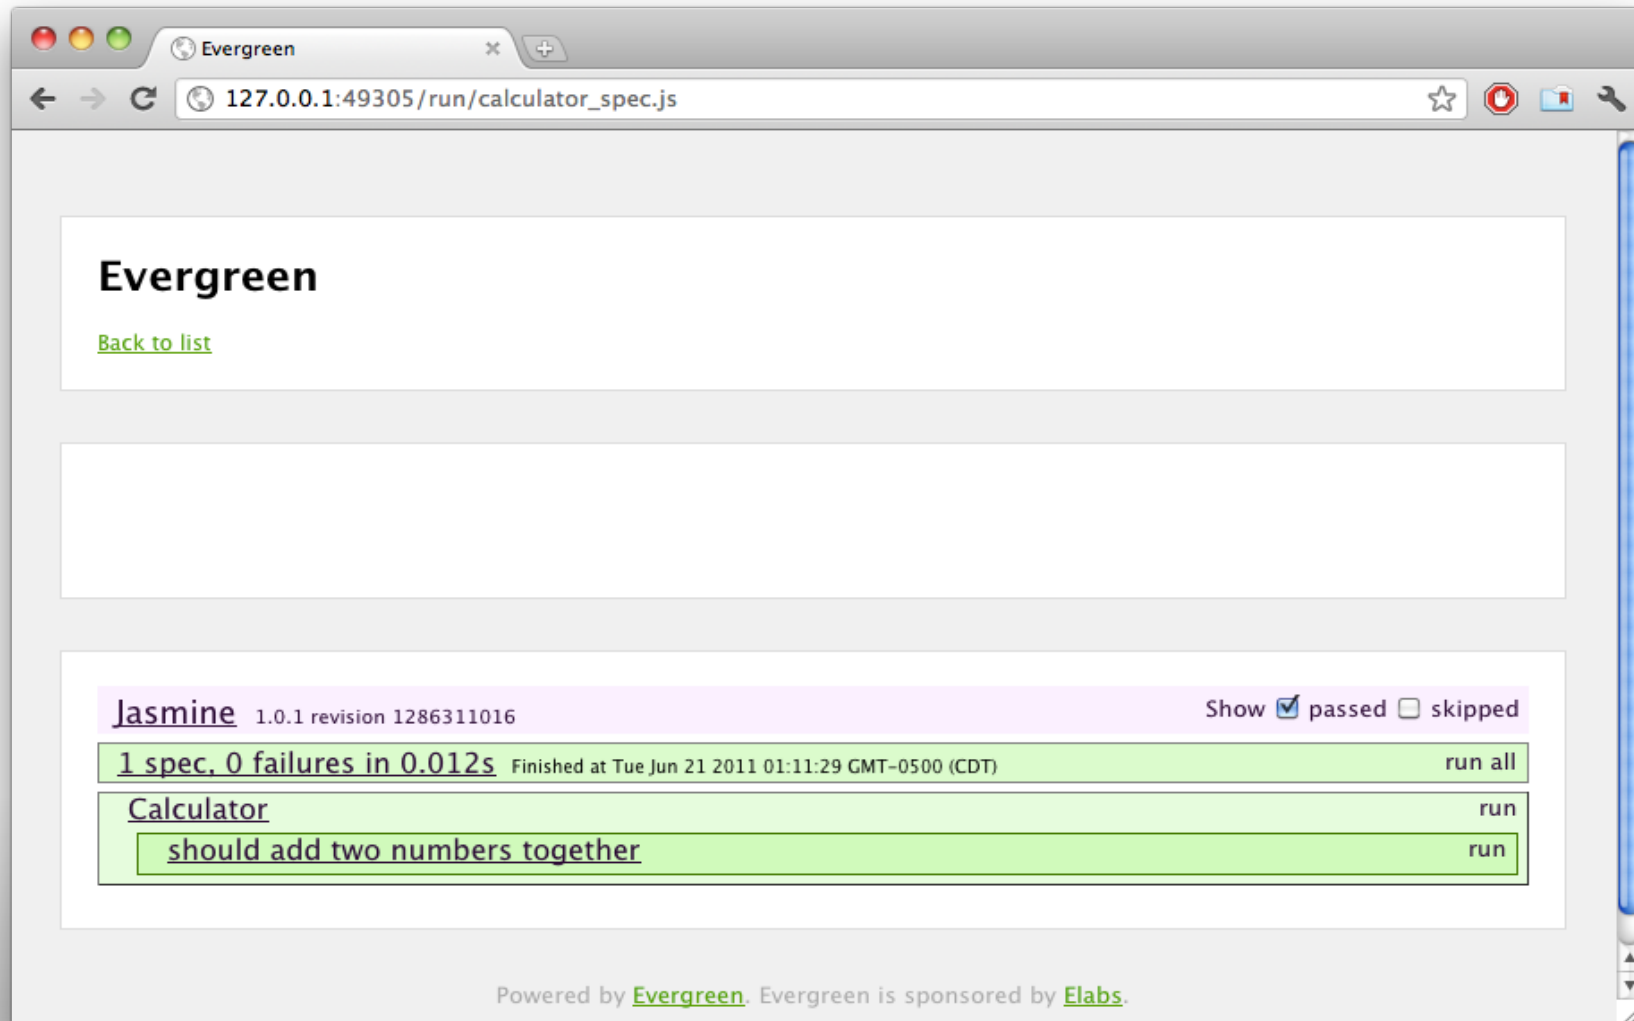 Evergreen
127.0.0.1:49305/run/calculator_spec.js
Evergreen
Back to list
Jasmine 1.0.1 revision 1286311016 Show passed skipped
1 spec, 0 failures in 0.012s Finished at Tue Jun 21 2011 01:11:29 GMT-0500 (CDT) run all
Calculator run
should add two numbers together run
Powered by Evergreen. Evergreen is sponsored by Elabs.